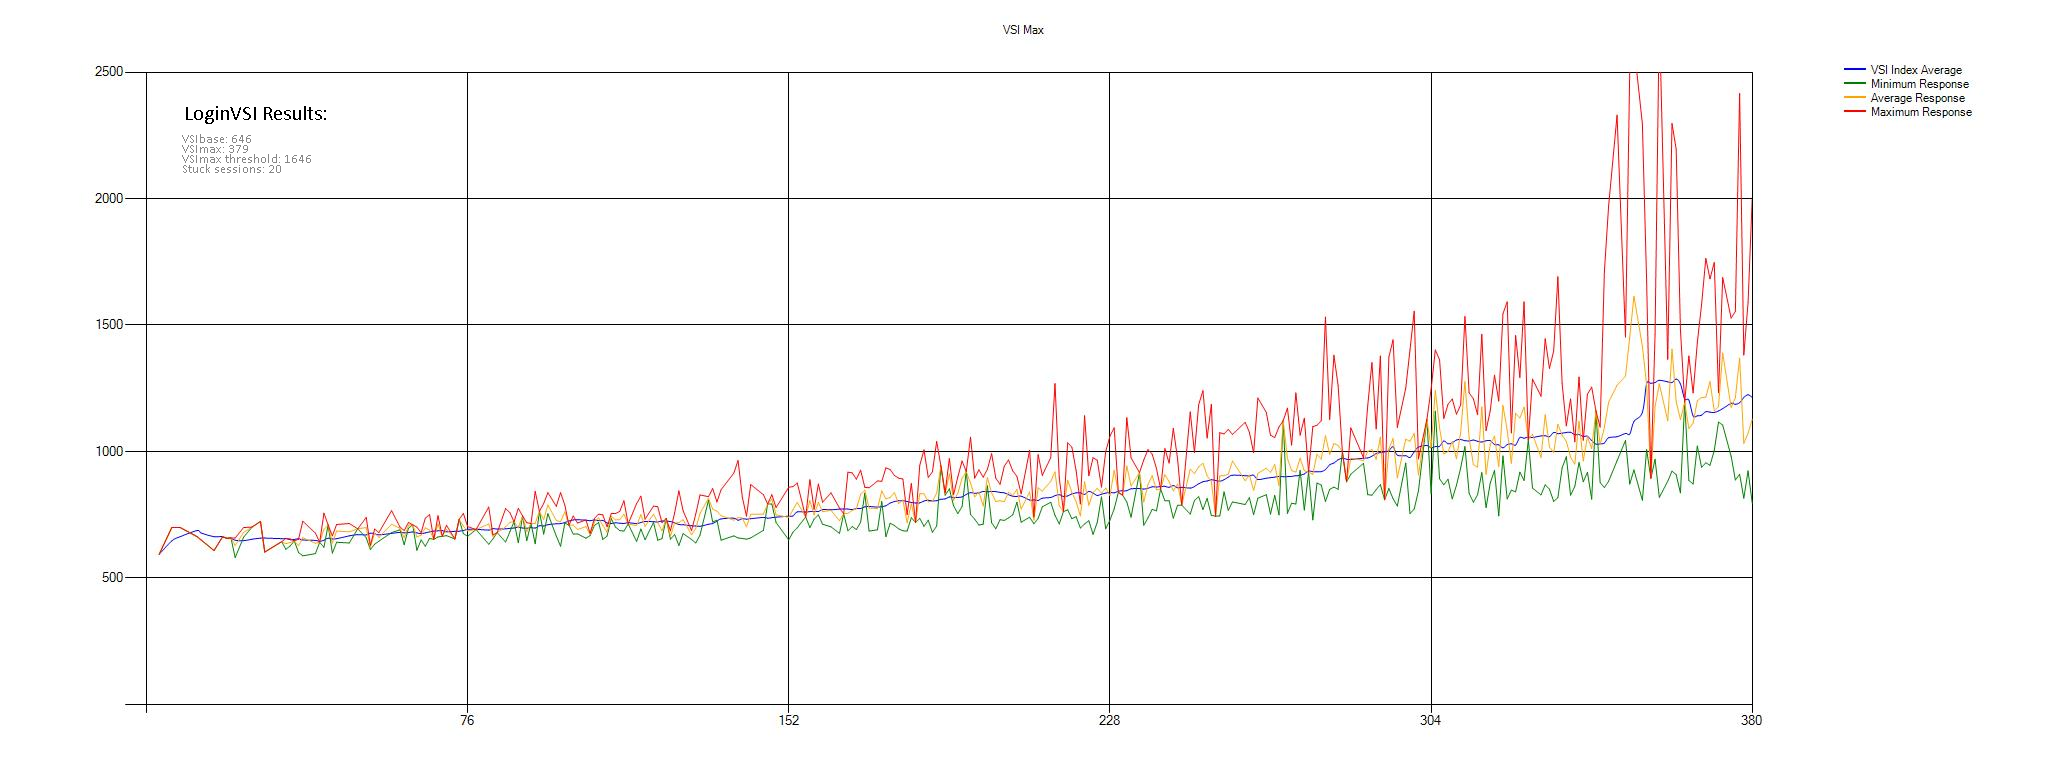 VSI Max
2500
2000
1500
1000
500
LoginVSI Results:
VSIbase: 646
VSImax: 379
VSImax threshold: 1646
Stuck sessions: 20
VSI Index Average
Minimum Response
Average Response
Maximum Response
76 152 228 304 380